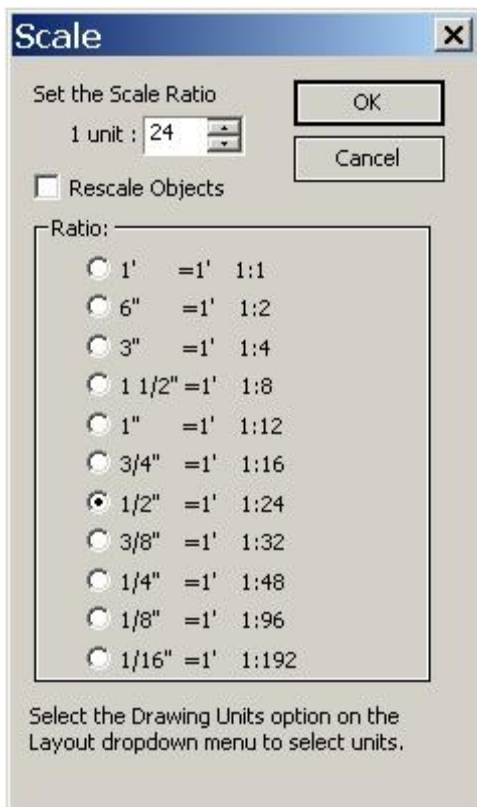 Scale
Set the Scale Ratio
OK
1 unit : 24
Cancel
Rescale Objects
Ratio:
1' =1' 1:1
6" =1' 1:2
3" =1' 1:4
1 1/2" =1' 1:8
1" =1' 1:12
3/4" =1' 1:16
1/2" =1' 1:24
3/8" =1' 1:32
1/4" =1' 1:48
1/8" =1' 1:96
1/16" =1' 1:192
Select the Drawing Units option on the
Layout dropdown menu to select units.